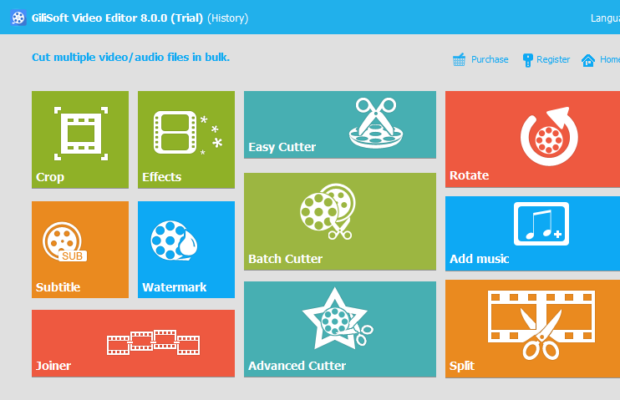 GiliSoft Video Editor 8.0.0 (Trial) (History)
Langua
Cut multiple video/audio files in bulk.
Purchase
Register
Home
Crop
Effects
Easy Cutter
Rotate
SUB
Subtitle
Watermark
Batch Cutter
Add music
Joiner
Advanced Cutter
Split